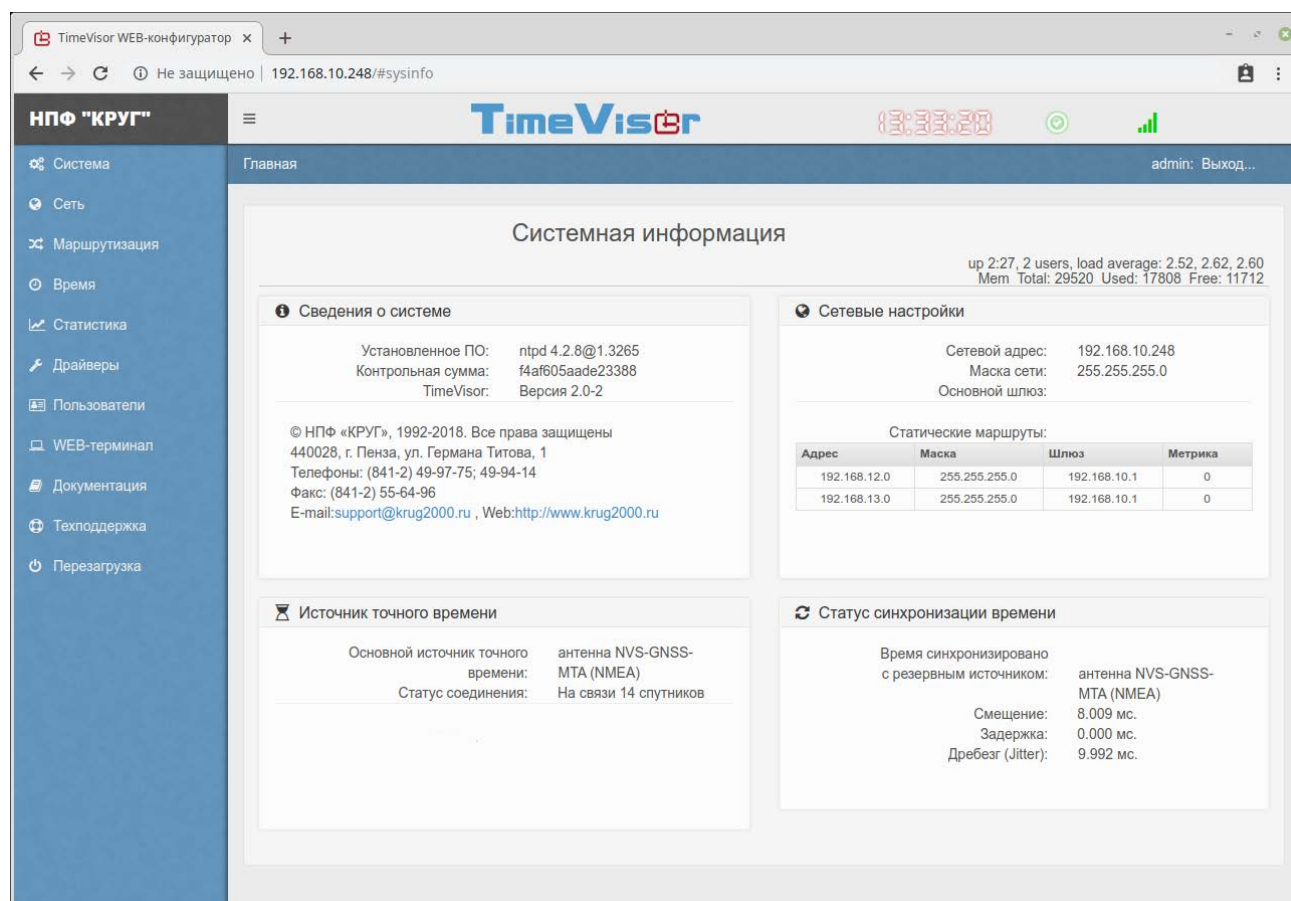 TimeVisor WEB-конфигуратор
Не защищено 192.168.10.248/#sysinfo
НПФ "КРУГ"
TimeVisor
13:33:20
Система
Сеть
Маршрутизация
Время
Статистика
Драйверы
Пользователи
WEB-терминал
Документация
Техподдержка
Перезагрузка
Главная
admin: Выход...
Системная информация
up 2:27, 2 users, load average: 2.52, 2.62, 2.60
Mem Total: 29520 Used: 17808 Free: 11712
Сведения о системе
Установленное ПО: ntpd 4.2.8@1.3265
Контрольная сумма: f4af605aade23388
TimeVisor: Версия 2.0-2
© НПФ «КРУГ», 1992-2018. Все права защищены
440028, г. Пенза, ул. Германа Титова, 1
Телефоны: (841-2) 49-97-75; 49-94-14
Факс: (841-2) 55-64-96
E-mail:support@krug2000.ru , Web:http://www.krug2000.ru
Сетевые настройки
Сетевой адрес: 192.168.10.248
Маска сети: 255.255.255.0
Основной шлюз:
Статические маршруты:
Адрес Маска Шлюз Метрика
192.168.12.0 255.255.255.0 192.168.10.1 0
192.168.13.0 255.255.255.0 192.168.10.1 0
Источник точного времени
Основной источник точного времени: антенна NVS-GNSS-MTA (NMEA)
Статус соединения: На связи 14 спутников
Статус синхронизации времени
Время синхронизировано
с резервным источником: антенна NVS-GNSS-MTA (NMEA)
Смещение: 8.009 мс.
Задержка: 0.000 мс.
Дребезг (Jitter): 9.992 мс.